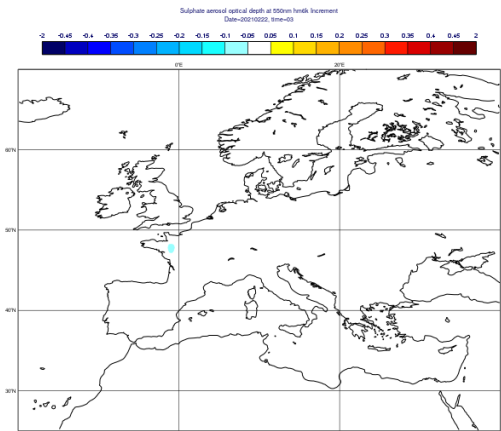 Sulphate aerosol optical depth at 550nm hm6k Increment
Date=20210222, time=03
-2 -0.45 -0.4 -0.35 -0.3 -0.25 -0.2 -0.15 -0.1 -0.05 0.05 0.1 0.15 0.2 0.25 0.3 0.35 0.4 0.45 2
0°E 20°E
60°N
50°N
40°N
30°N